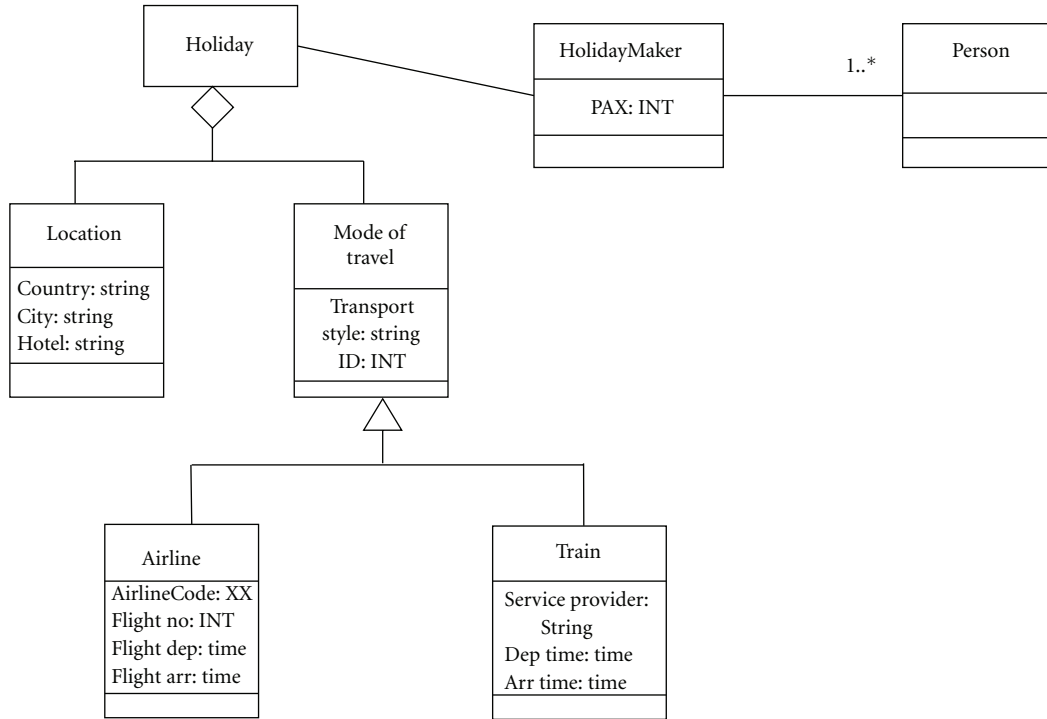 Holiday
HolidayMaker
PAX: INT
1..*
Person
Location
Country: string
City: string
Hotel: string
Mode of
travel
Transport
style: string
ID: INT
Airline
AirlineCode: XX
Flight no: INT
Flight dep: time
Flight arr: time
Train
Service provider:
String
Dep time: time
Arr time: time